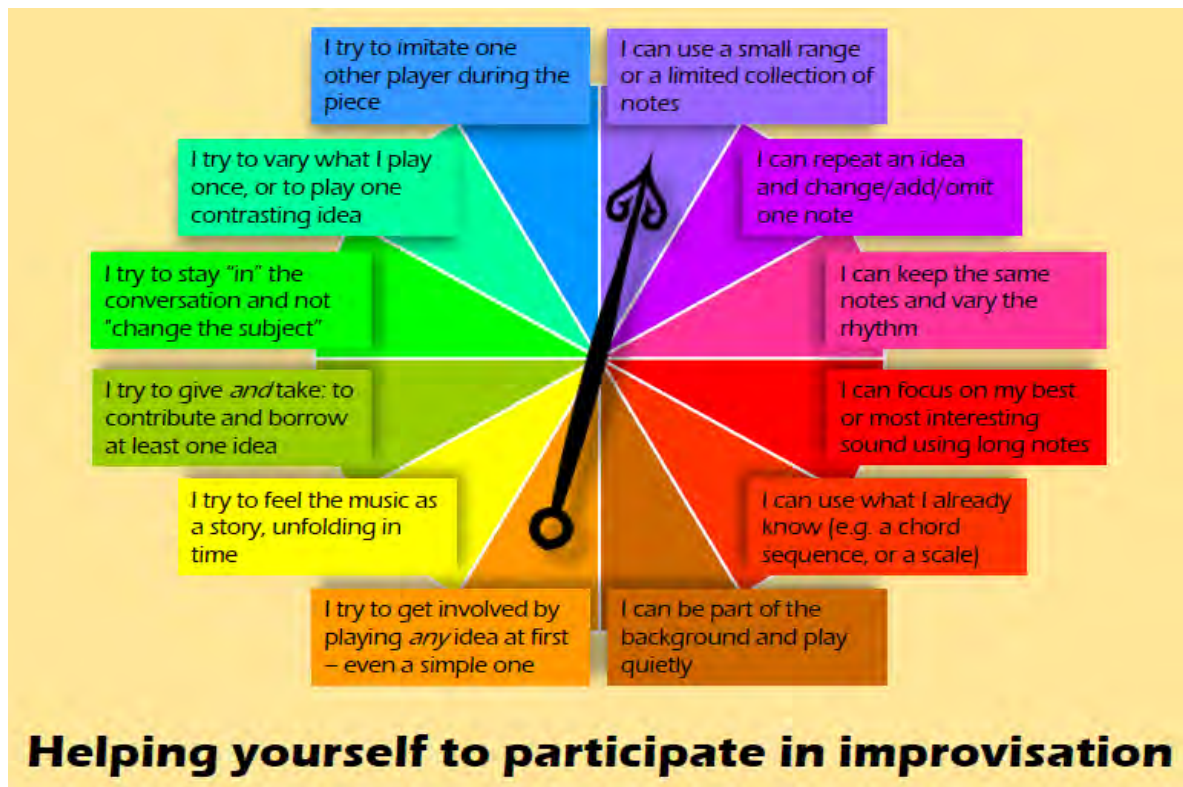 I try to imitate one
other player during the
piece
I can use a small range
or a limited collection of
notes
I try to vary what I play
once, or to play one
contrasting idea
I can repeat an idea
and change/add/omit
one note
I try to stay “in” the
conversation and not
“change the subject”
I can keep the same
notes and vary the
rhythm
I try to give and take: to
contribute and borrow
at least one idea
I can focus on my best
or most interesting
sound using long notes
I try to feel the music as
a story, unfolding in
time
I can use what I already
know (e.g. a chord
sequence, or a scale)
I try to get involved by
playing any idea at first
– even a simple one
I can be part of the
background and play
quietly
Helping yourself to participate in improvisation